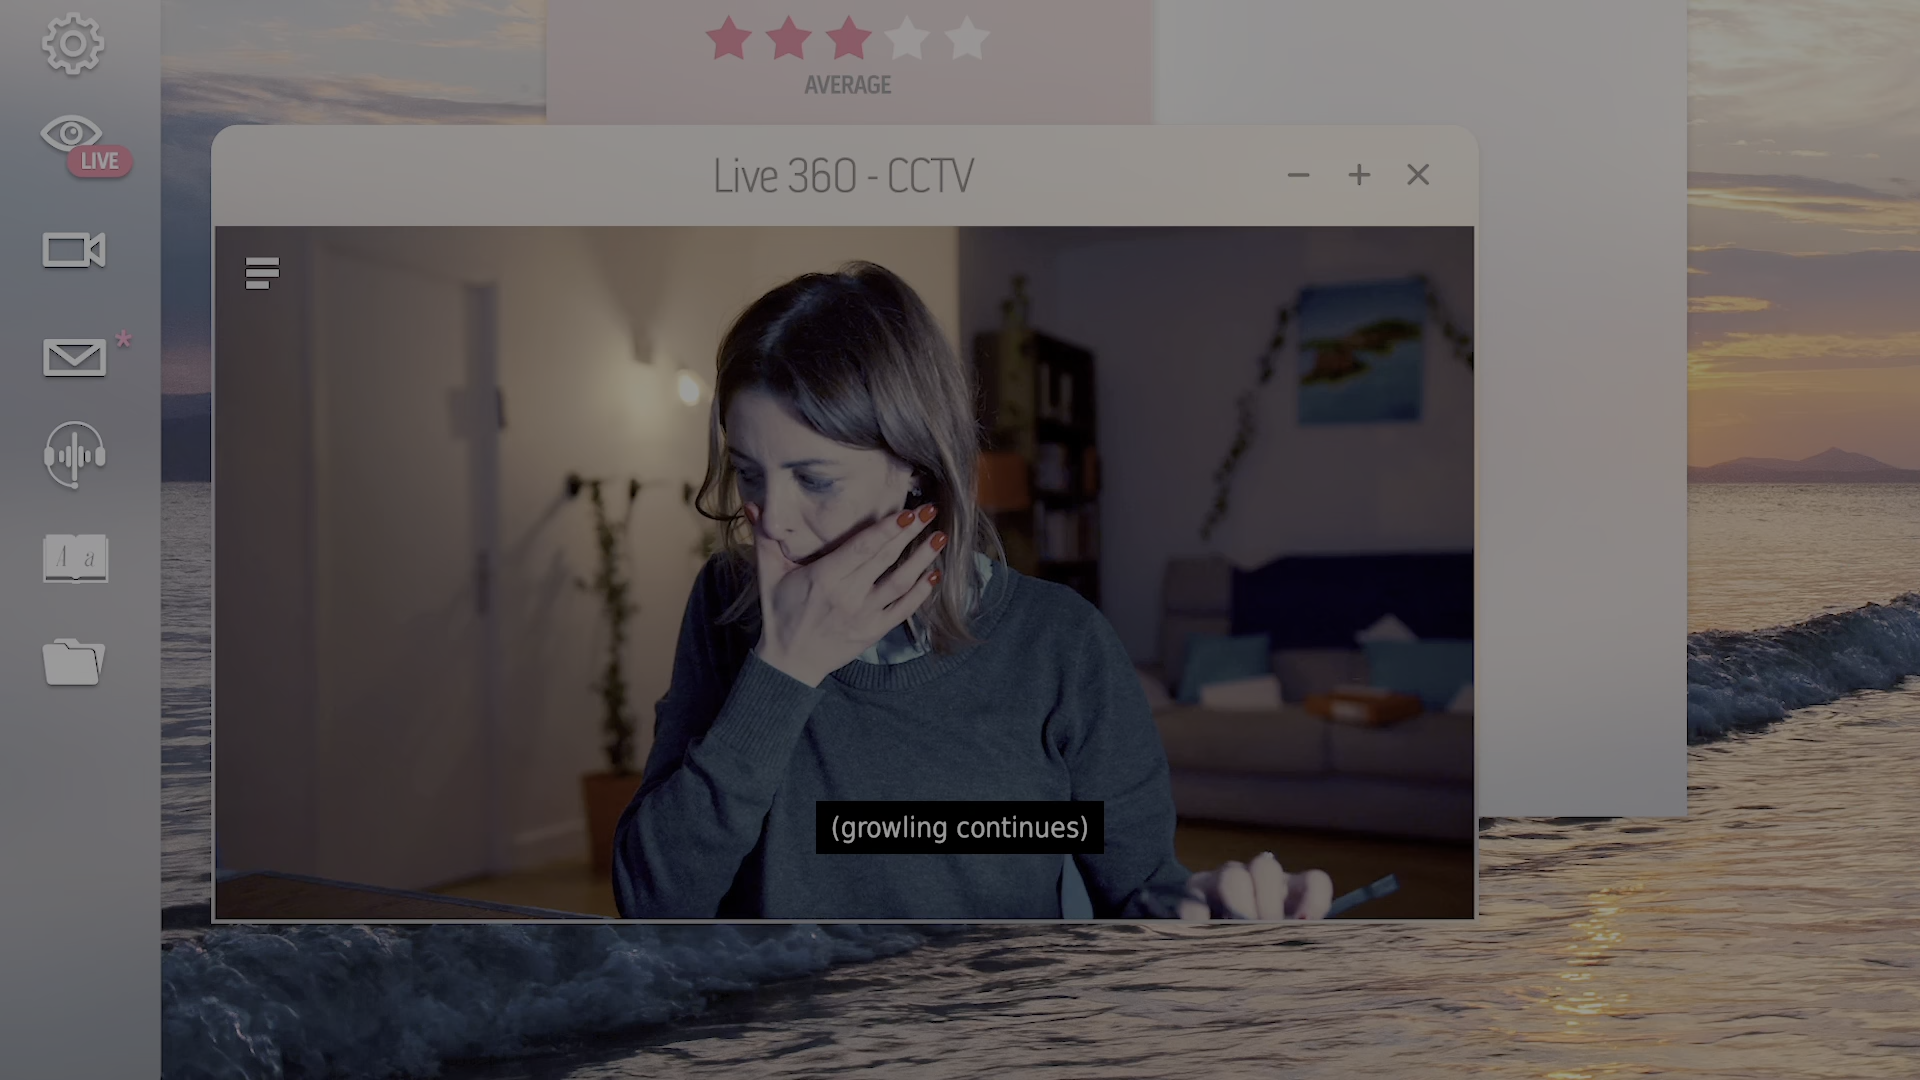 AVERAGE
LIVE
Live 360 - CCTV
A a
(growling continues)